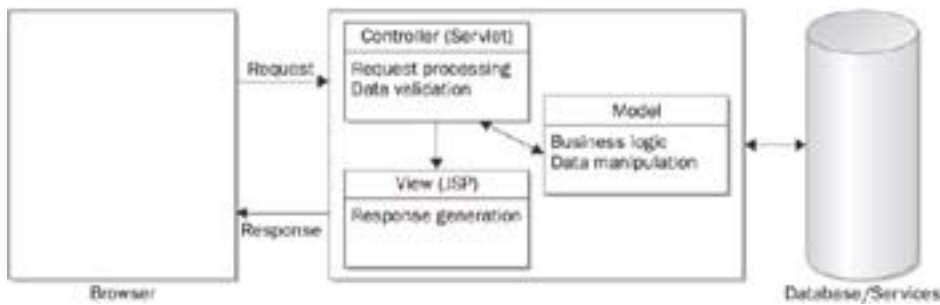 Controller (Servlet)
Request processing
Data validation
Request
Model
Business logic
Data manipulation
View (JSP)
Response generation
Response
Browser
Database/Services